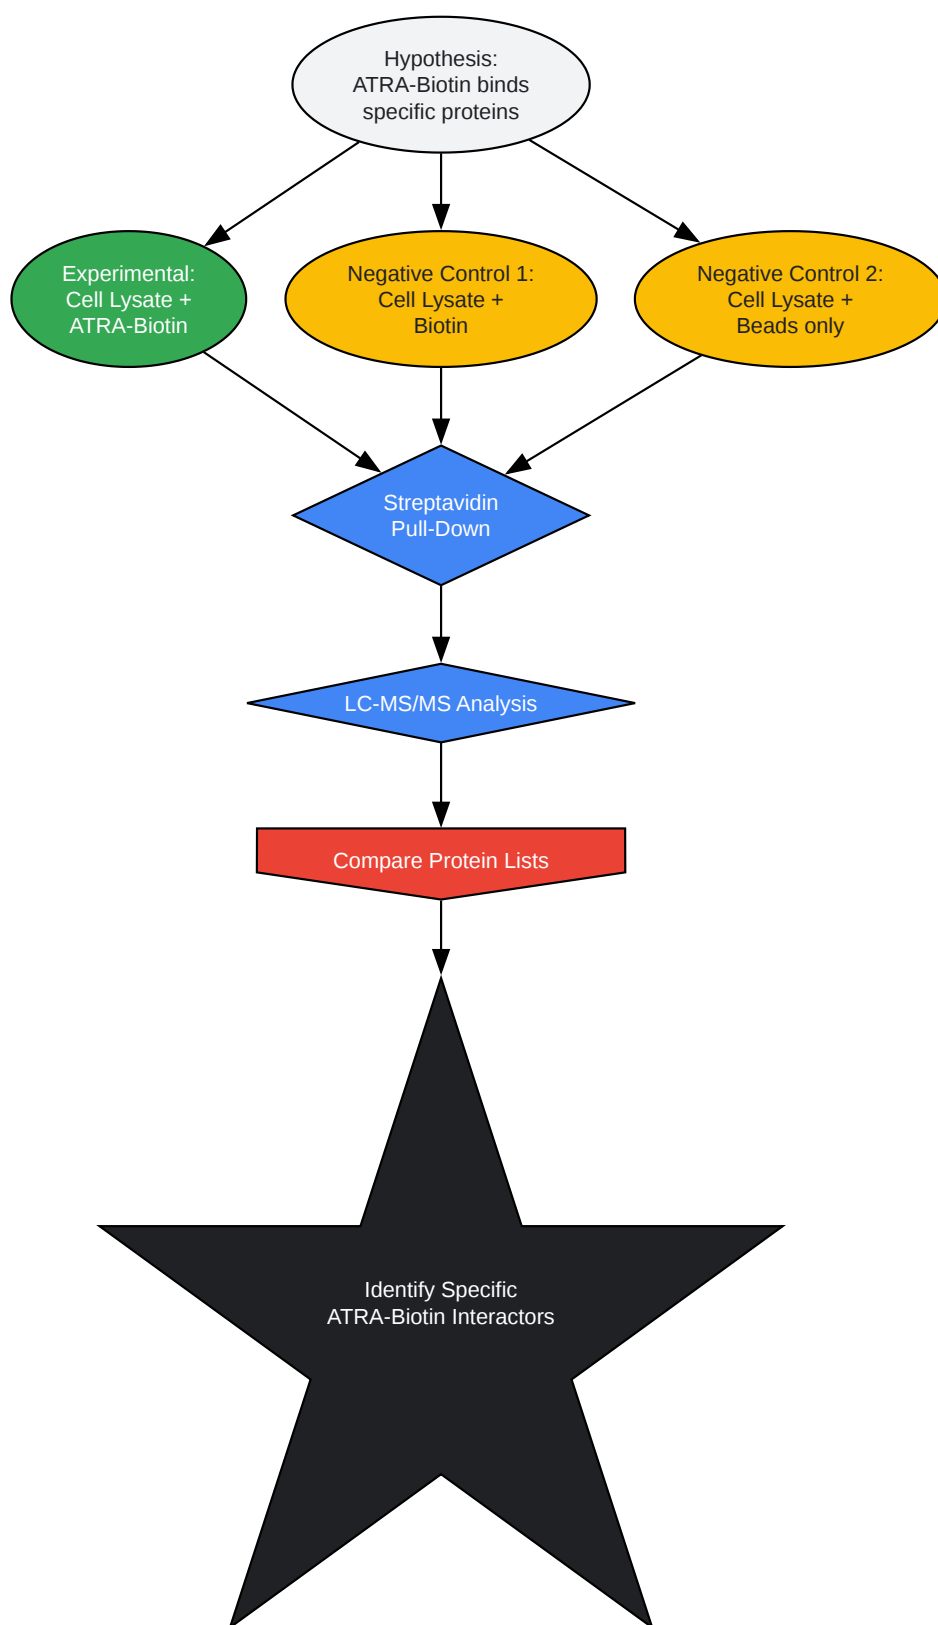 Hypothesis:
ATRA-Biotin binds
specific proteins
Experimental:
Cell Lysate +
ATRA-Biotin
Negative Control 1:
Cell Lysate +
Biotin
Negative Control 2:
Cell Lysate +
Beads only
Streptavidin
Pull-Down
LC-MS/MS Analysis
Compare Protein Lists
Identify Specific
ATRA-Biotin Interactors